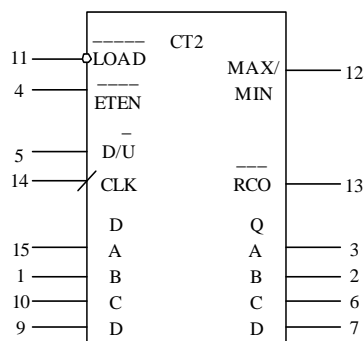 CT2
11 LOAD MAX/ 12
4 ETEN MIN
5 D/U
14 CLK RCO 13
D Q
15 A A 3
1 B B 2
10 C C 6
9 D D 7